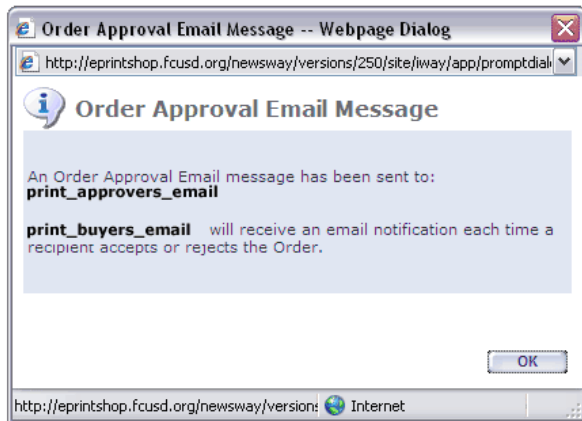 Order Approval Email Message -- Webpage Dialog
http://eprintshop.fcusd.org/newsway/versions/250/site/iway/app/promptdial
Order Approval Email Message
An Order Approval Email message has been sent to:
print_approvers_email
print_buyers_email will receive an email notification each time a
recipient accepts or rejects the Order.
OK
http://eprintshop.fcusd.org/newsway/version: Internet